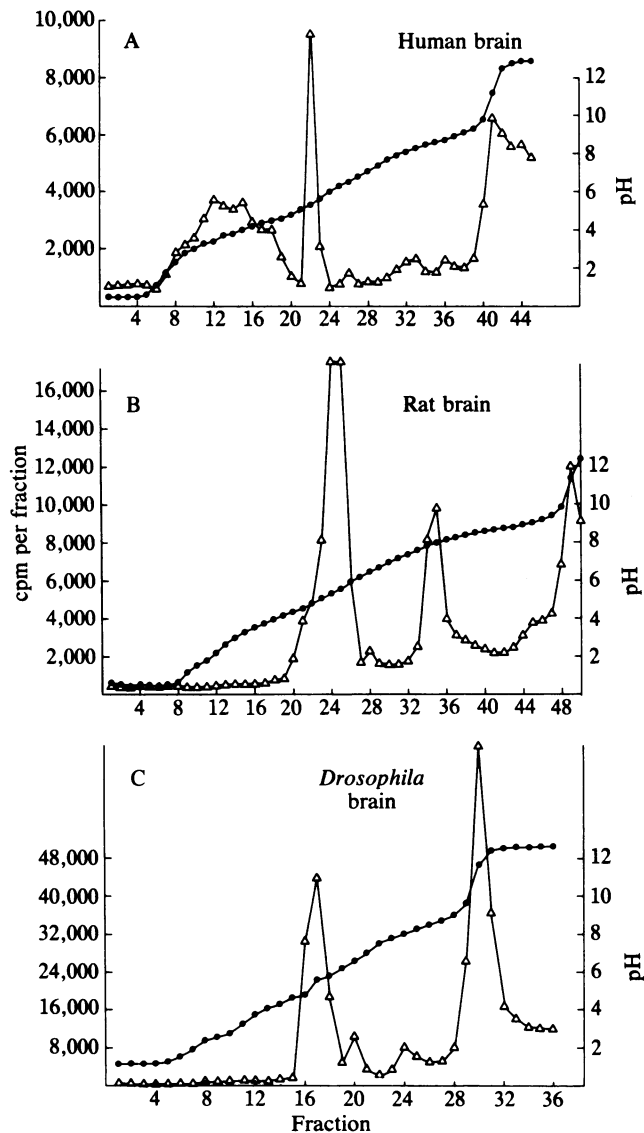 A
Human brain
10,000
8,000
6,000
4,000
2,000
12
10
8
6
4
2
pH
4 8 12 16 20 24 28 32 36 40 44
B
Rat brain
cpm per fraction
16,000
14,000
12,000
10,000
8,000
6,000
4,000
2,000
12
10
8
6
4
2
pH
4 8 12 16 20 24 28 32 36 40 44 48
C
Drosophila
brain
48,000
40,000
32,000
24,000
16,000
8,000
12
10
8
6
4
2
pH
4 8 12 16 20 24 28 32 36
Fraction